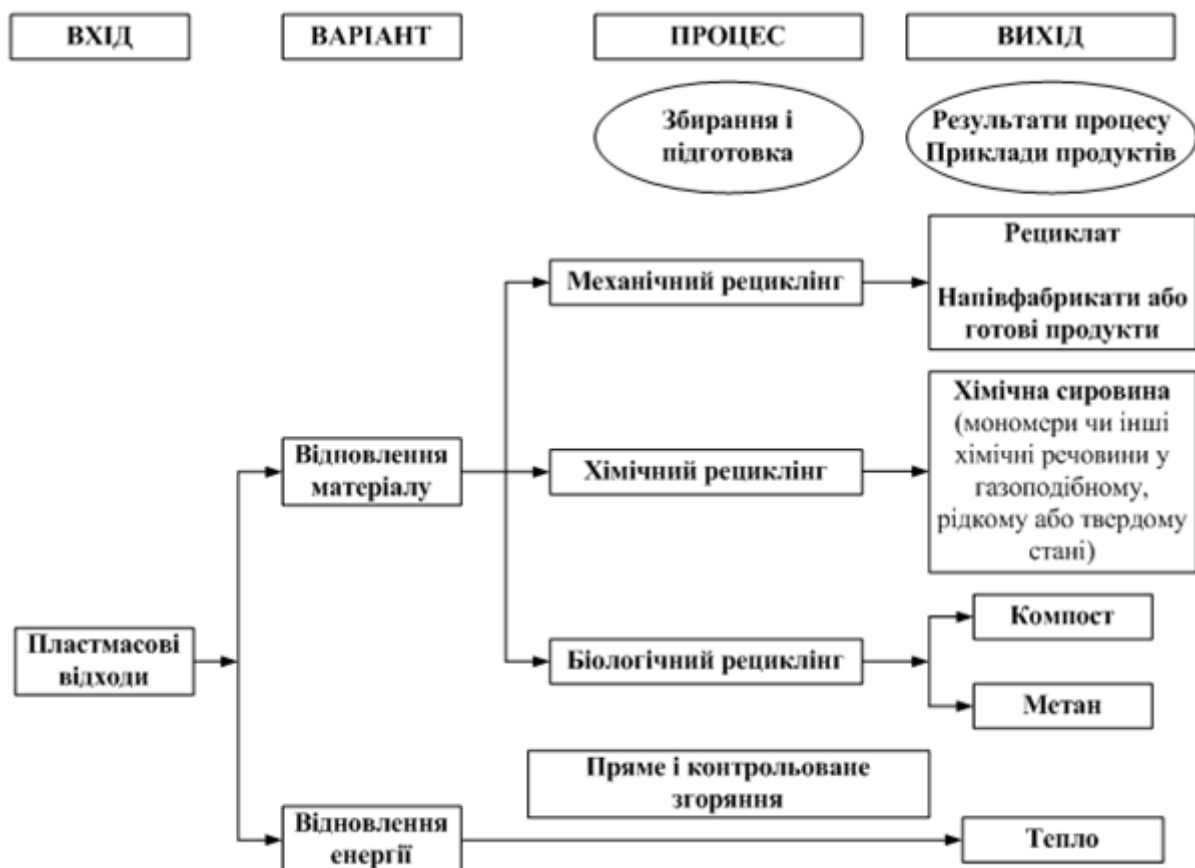 ВХІД
ВАРІАНТ
ПРОЦЕС
ВИХІД
Збирання і
підготовка
Результати процесу
Приклади продуктів
Механічний рециклінг
Рециклат
Напівфабрикати або
готові продукти
Відновлення
матеріалу
Хімічний рециклінг
Хімічна сировина
(мономери чи інші
хімічні речовини у
газоподібному,
рідкому або твердому
стані)
Пластмасові
відходи
Біологічний рециклінг
Компост
Метан
Пряме і контрольоване
згоряння
Відновлення
енергії
Тепло